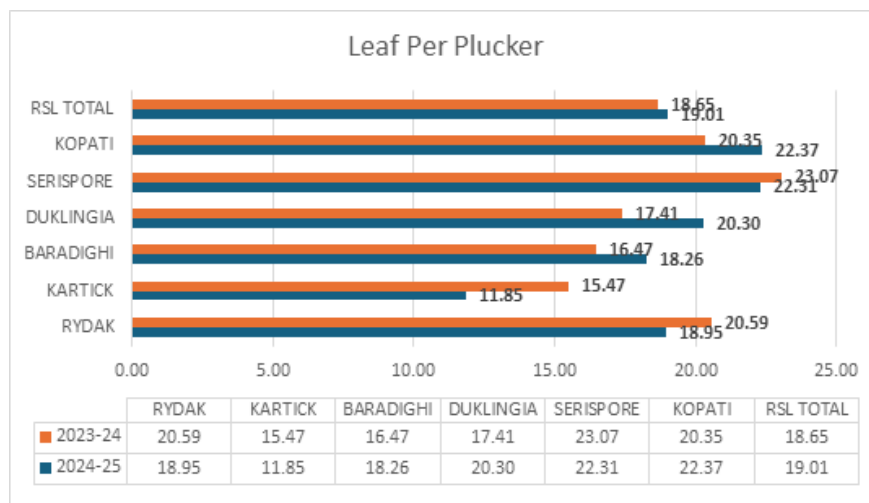 Leaf Per Plucker
RSL TOTAL 18.65
19.01
KOPATI 20.35
22.37
SERISPORE 23.07
22.31
DUKLINGIA 17.41
20.30
BARADIGHI 16.47
18.26
KARTICK 15.47
11.85
RYDAK 20.59
18.95
0.00 5.00 10.00 15.00 20.00 25.00
RYDAK KARTICK BARADIGHI DUKLINGIA SERISPORE KOPATI RSL TOTAL
2023-24 20.59 15.47 16.47 17.41 23.07 20.35 18.65
2024-25 18.95 11.85 18.26 20.30 22.31 22.37 19.01